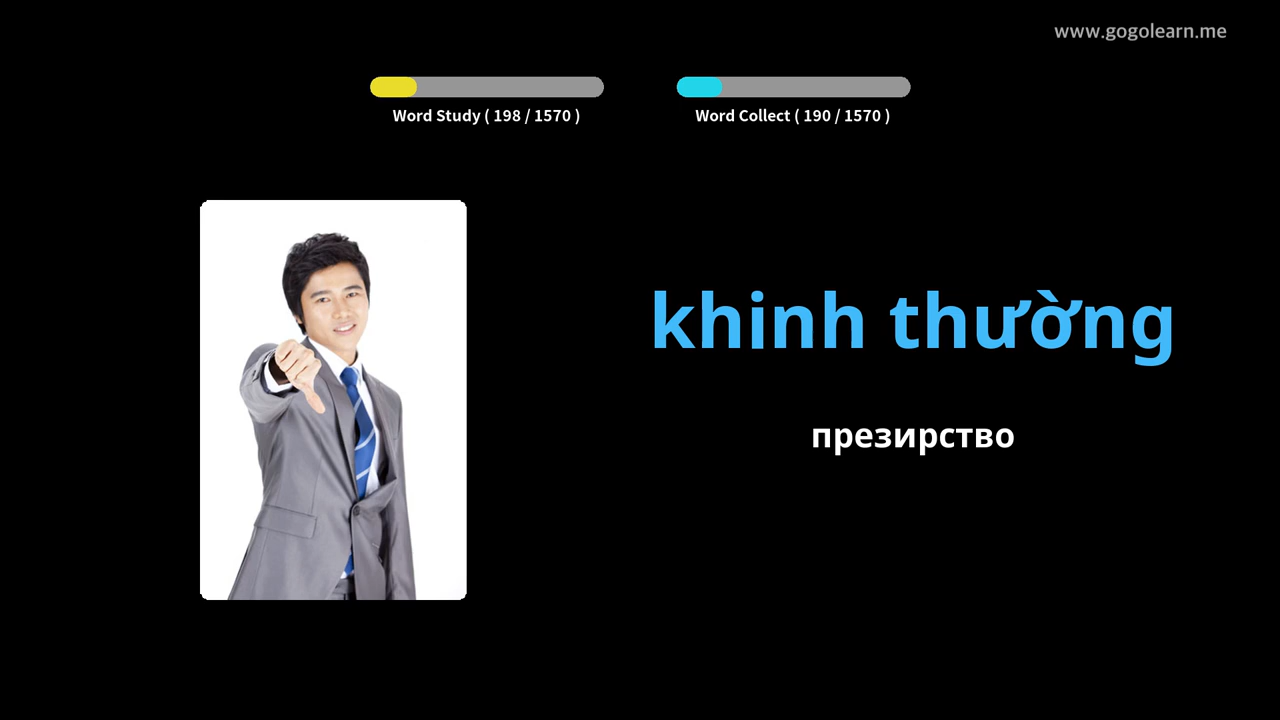 www.gogolearn.me
Word Study ( 198 / 1570 )
Word Collect ( 190 / 1570 )
khinh thường
презирство